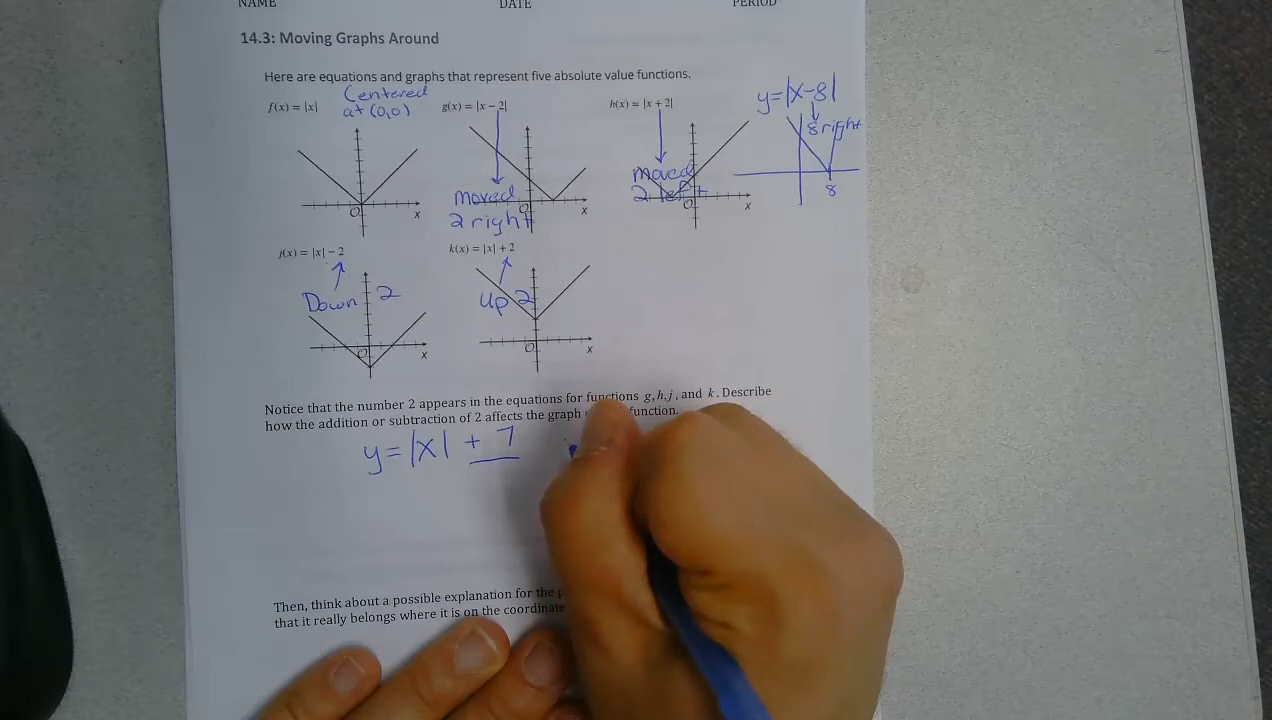 NAME DATE PERIOD
14.3: Moving Graphs Around
Here are equations and graphs that represent five absolute value functions.
f(x) = |x|
Centered
at (0,0)
g(x) = |x − 2|
moved
2 right
h(x) = |x + 2|
moved
2 left
y=|x-8|
8 right
8
O x
O x
O x
j(x) = |x| − 2
Down 2
k(x) = |x| + 2
Up 2
O x
O x
Notice that the number 2 appears in the equations for functions g, h, j, and k. Describe
how the addition or subtraction of 2 affects the graph function.
y=|x| + 7
Then, think about a possible explanation for the
that it really belongs where it is on the coordinate